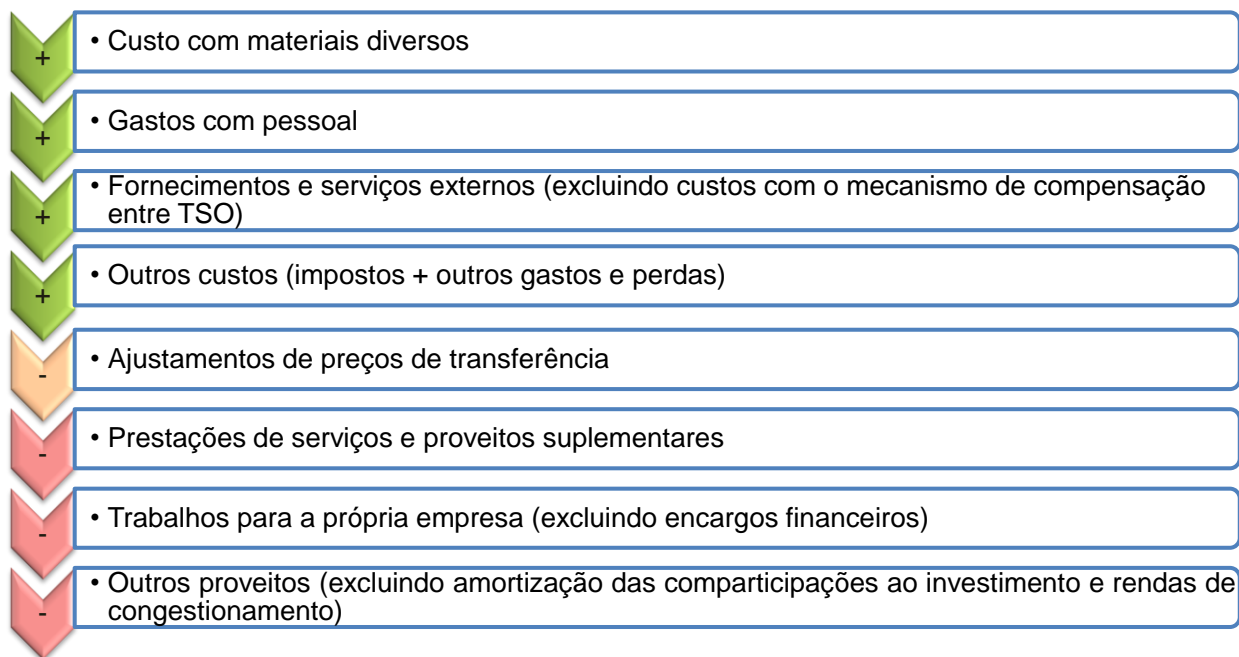 +
• Custo com materiais diversos
+
• Gastos com pessoal
+
• Fornecimentos e serviços externos (excluindo custos com o mecanismo de compensação
entre TSO)
+
• Outros custos (impostos + outros gastos e perdas)
-
• Ajustamentos de preços de transferência
-
• Prestações de serviços e proveitos suplementares
-
• Trabalhos para a própria empresa (excluindo encargos financeiros)
-
• Outros proveitos (excluindo amortização das comparticipações ao investimento e rendas de
congestionamento)